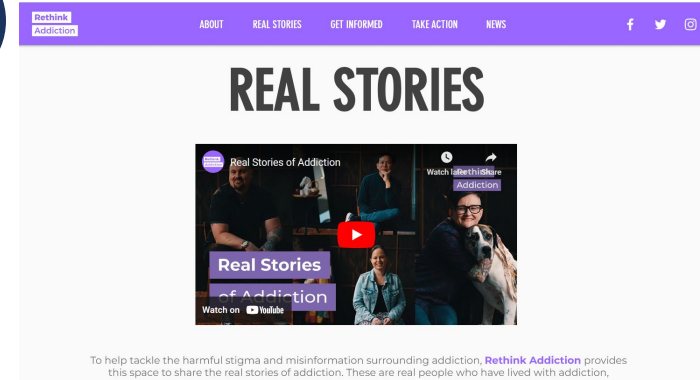 Rethink
Addiction
ABOUT REAL STORIES GET INFORMED TAKE ACTION NEWS
REAL STORIES
Rethink
Addiction
Real Stories of Addiction
Watch later Share
Rethink
Addiction
Real Stories
of Addiction
Watch on YouTube
To help tackle the harmful stigma and misinformation surrounding addiction, Rethink Addiction provides
this space to share the real stories of addiction. These are real people who have lived with addiction,